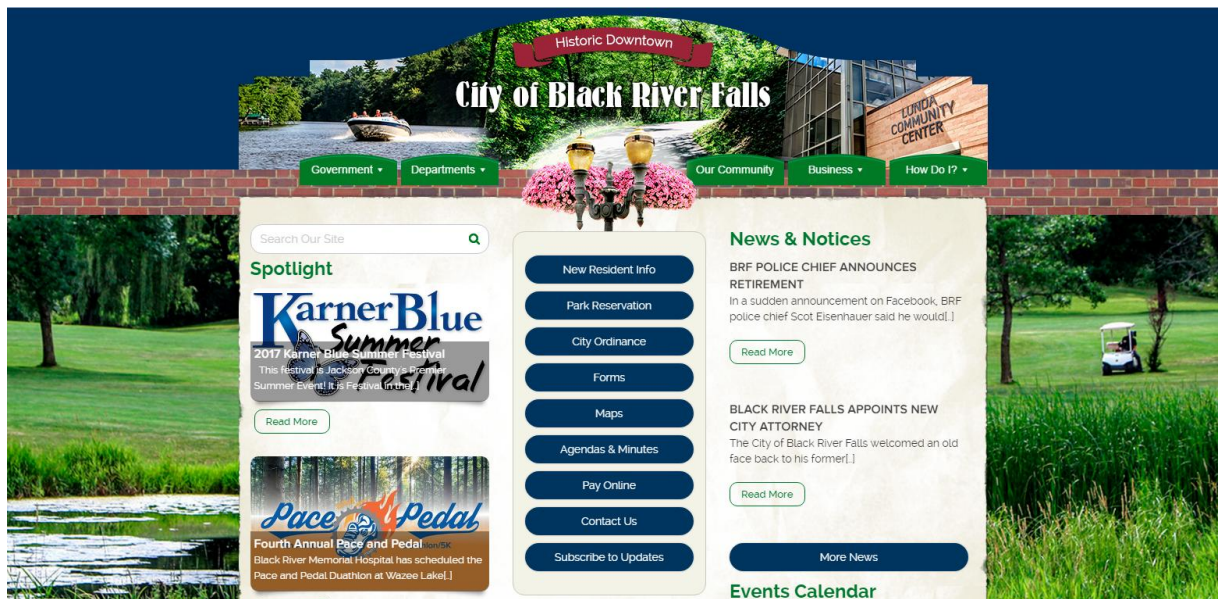 Historic Downtown
City of Black River Falls
LUNDA
COMMUNITY
CENTER
Government
Departments
Our Community
Business
How Do I?
Search Our Site
Spotlight
Karner Blue
Summer
Festival
2017 Karner Blue Summer Festival
This festival is Jackson County's Premier
Summer Event! It is Festival in the[..]
Read More
Pace Pedal
Fourth Annual Pace and Pedal
Black River Memorial Hospital has scheduled the
Pace and Pedal Duathlon at Wazee Lake[..]
New Resident Info
Park Reservation
City Ordinance
Forms
Maps
Agendas & Minutes
Pay Online
Contact Us
Subscribe to Updates
News & Notices
BRF POLICE CHIEF ANNOUNCES
RETIREMENT
In a sudden announcement on Facebook, BRF
police chief Scot Eisenhauer said he would[..]
Read More
BLACK RIVER FALLS APPOINTS NEW
CITY ATTORNEY
The City of Black River Falls welcomed an old
face back to his former[..]
Read More
More News
Events Calendar